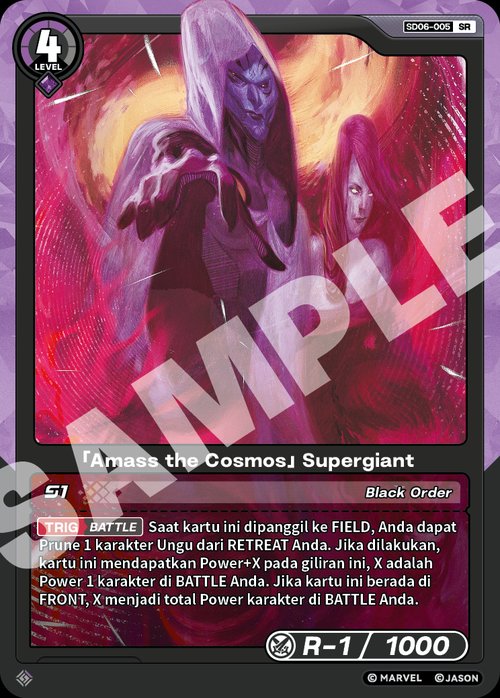 4
LEVEL
SD06-005 SR
SAMPLE
「Amass the Cosmos」 Supergiant
S1
Black Order
TRIG BATTLE Saat kartu ini dipanggil ke FIELD, Anda dapat
Prune 1 karakter Ungu dari RETREAT Anda. Jika dilakukan,
kartu ini mendapatkan Power+X pada giliran ini, X adalah
Power 1 karakter di BATTLE Anda. Jika kartu ini berada di
FRONT, X menjadi total Power karakter di BATTLE Anda.
R-1 / 1000
© MARVEL © JASON